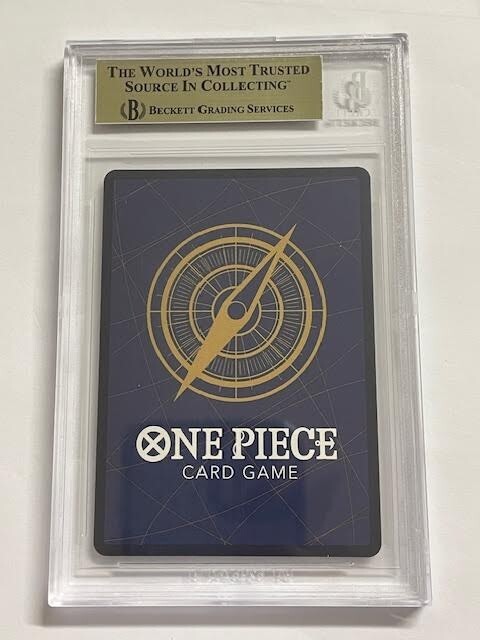 THE WORLD'S MOST TRUSTED
SOURCE IN COLLECTING™
B BECKETT GRADING SERVICES
ONE PIECE
CARD GAME